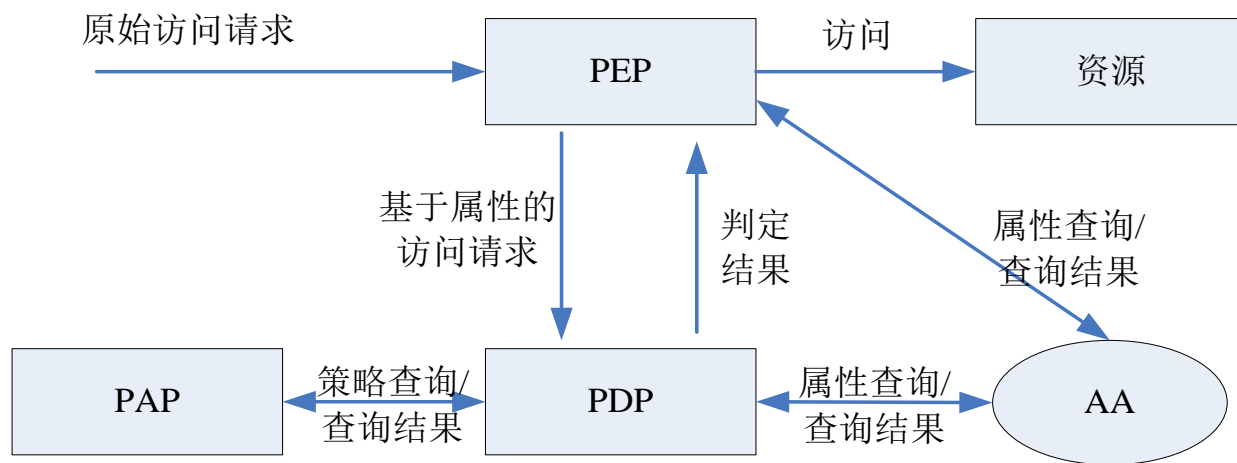 原始访问请求
PEP
访问
资源
基于属性的
访问请求
判定
结果
属性查询/
查询结果
PAP
策略查询/
查询结果
PDP
属性查询/
查询结果
AA